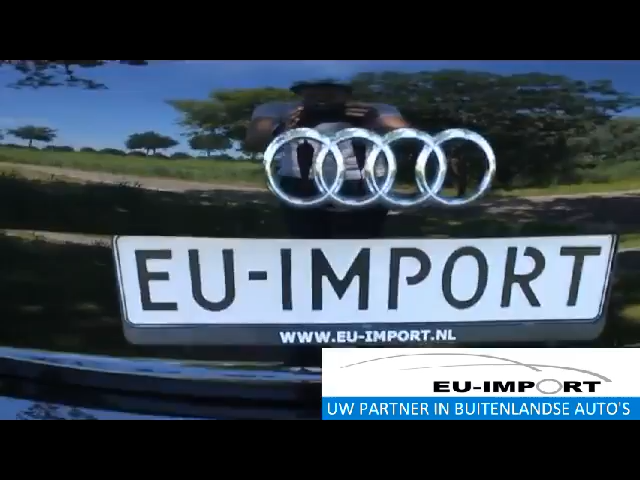 EU-IMPORT
WWW.EU-IMPORT.NL
EU-IMPORT
UW PARTNER IN BUITENLANDSE AUTO'S